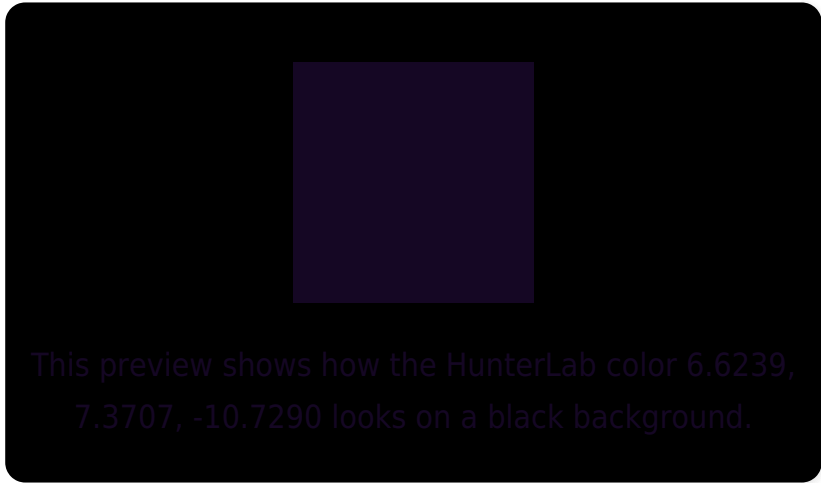 This preview shows how the HunterLab color 6.6239,
7.3707, -10.7290 looks on a black background.